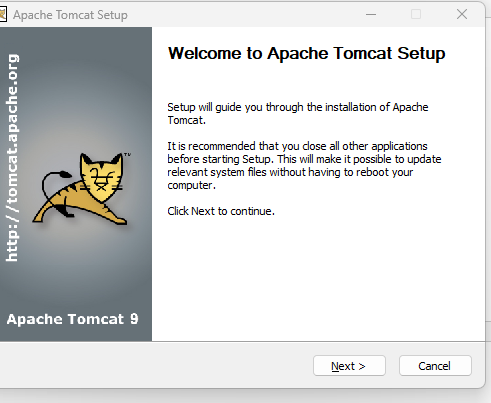 Apache Tomcat Setup
http://tomcat.apache.org
Welcome to Apache Tomcat Setup
Setup will guide you through the installation of Apache
Tomcat.
It is recommended that you close all other applications
before starting Setup. This will make it possible to update
relevant system files without having to reboot your
computer.
Click Next to continue.
TM
Apache Tomcat 9
Next >
Cancel